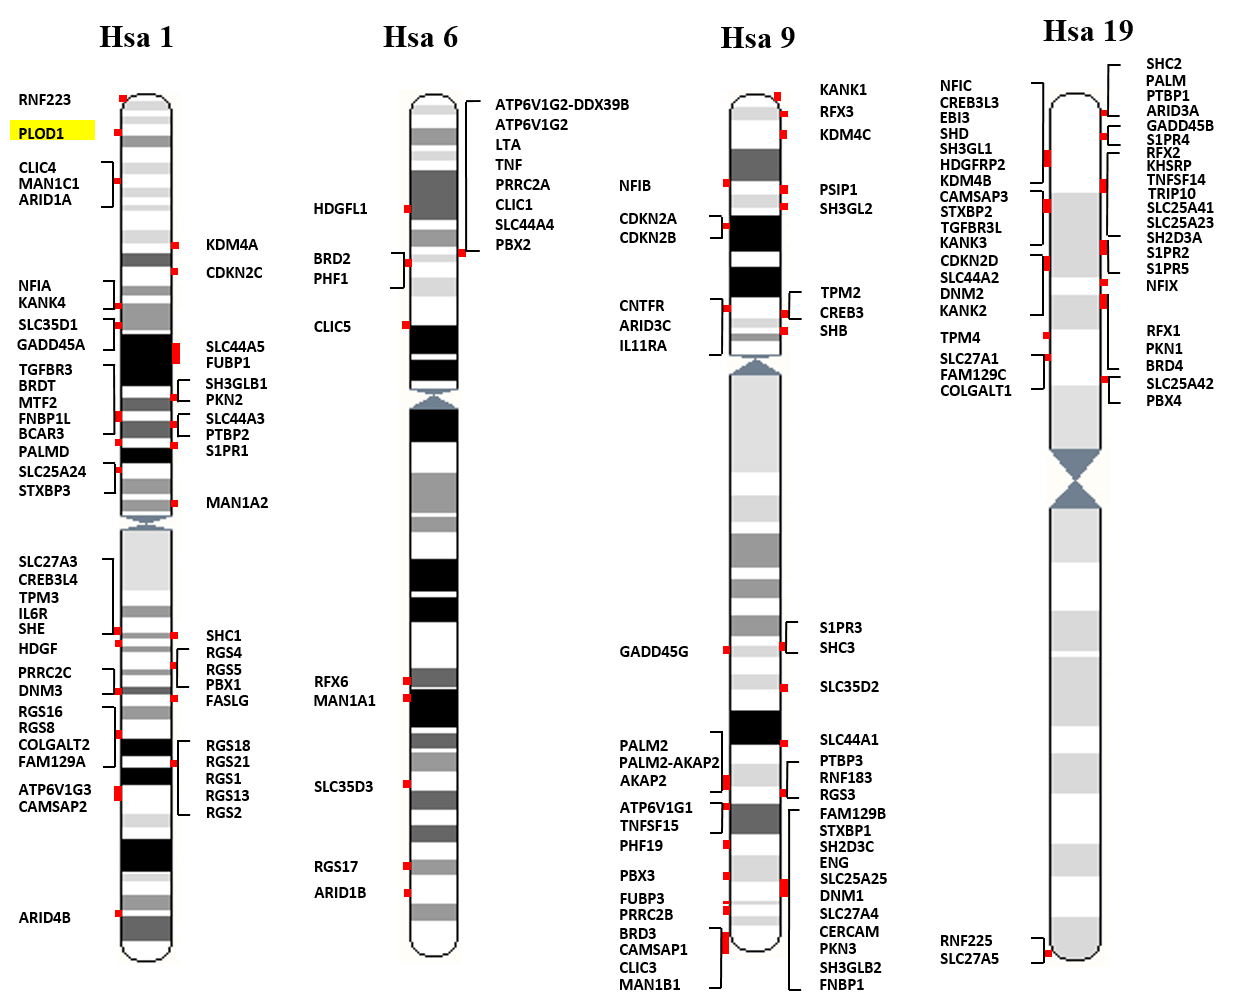 Hsa 1
RNF223
PLOD1
CLIC4
MAN1C1
ARID1A
NFIA
KANK4
SLC35D1
GADD45A
TGFBR3
BRDT
MTF2
FNBP1L
BCAR3
PALMD
SLC25A24
STXBP3
SLC27A3
CREB3L4
TPM3
IL6R
SHE
HDGF
PRRC2C
DNM3
RGS16
RGS8
COLGALT2
FAM129A
ATP6V1G3
CAMSAP2
ARID4B
KDM4A
CDKN2C
SLC44A5
FUBP1
SH3GLB1
PKN2
SLC44A3
PTBP2
S1PR1
MAN1A2
SHC1
RGS4
RGS5
PBX1
FASLG
RGS18
RGS21
RGS1
RGS13
RGS2
Hsa 6
HDGFL1
BRD2
PHF1
CLIC5
RFX6
MAN1A1
SLC35D3
RGS17
ARID1B
ATP6V1G2-DDX39B
ATP6V1G2
LTA
TNF
PRRC2A
CLIC1
SLC44A4
PBX2
Hsa 9
NFIB
CDKN2A
CDKN2B
CNTFR
ARID3C
IL11RA
GADD45G
PALM2
PALM2-AKAP2
AKAP2
ATP6V1G1
TNFSF15
PHF19
PBX3
FUBP3
PRRC2B
BRD3
CAMSAP1
CLIC3
MAN1B1
KANK1
RFX3
KDM4C
PSIP1
SH3GL2
TPM2
CREB3
SHB
S1PR3
SHC3
SLC35D2
SLC44A1
PTBP3
RNF183
RGS3
FAM129B
STXBP1
SH2D3C
ENG
SLC25A25
DNM1
SLC27A4
CERCAM
PKN3
SH3GLB2
FNBP1
Hsa 19
NFIC
CREB3L3
EBI3
SHD
SH3GL1
HDGFRP2
KDM4B
CAMSAP3
STXBP2
TGFBR3L
KANK3
CDKN2D
SLC44A2
DNM2
KANK2
TPM4
SLC27A1
FAM129C
COLGALT1
RNF225
SLC27A5
SHC2
PALM
PTBP1
ARID3A
GADD45B
S1PR4
RFX2
KHSRP
TNFSF14
TRIP10
SLC25A41
SLC25A23
SH2D3A
S1PR2
S1PR5
NFIX
RFX1
PKN1
BRD4
SLC25A42
PBX4